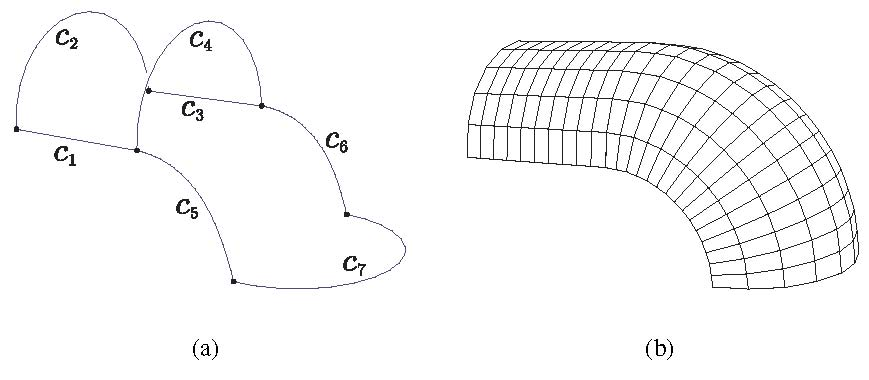 C₂ C₄
C₃
C₁ C₆
C₅
C₇
(a) (b)